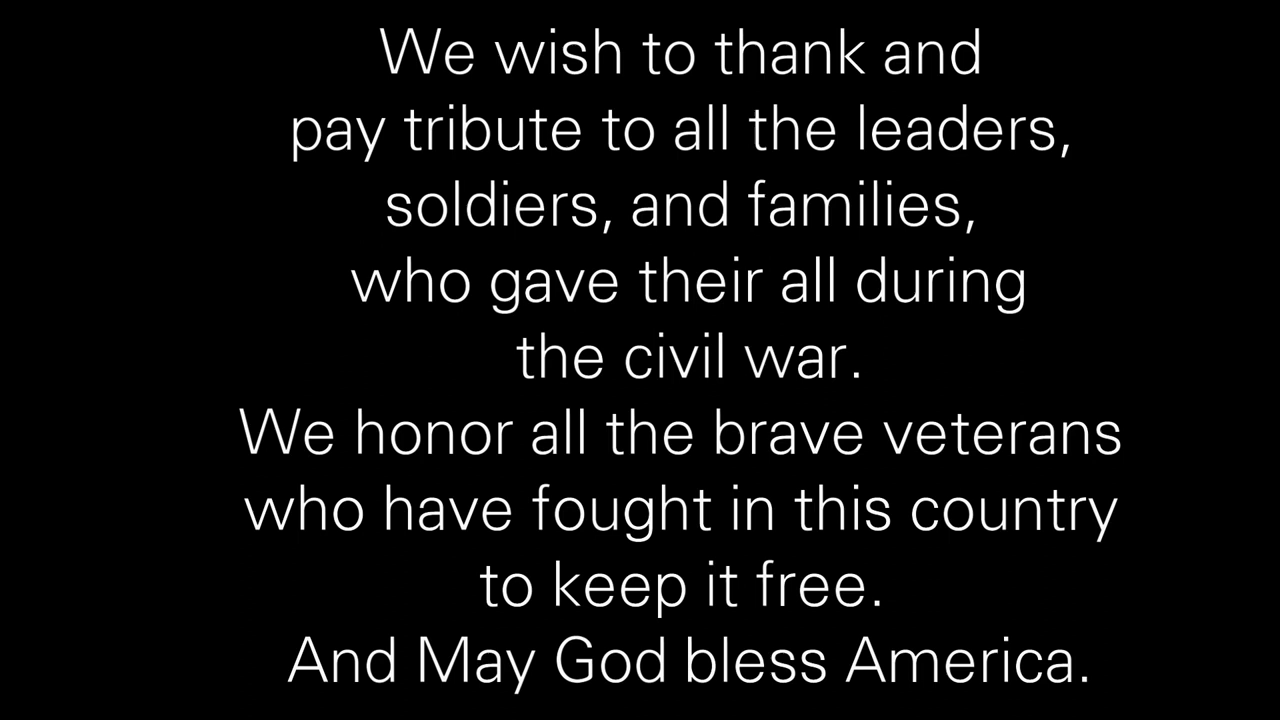 We wish to thank and
pay tribute to all the leaders,
soldiers, and families,
who gave their all during
the civil war.
We honor all the brave veterans
who have fought in this country
to keep it free.
And May God bless America.